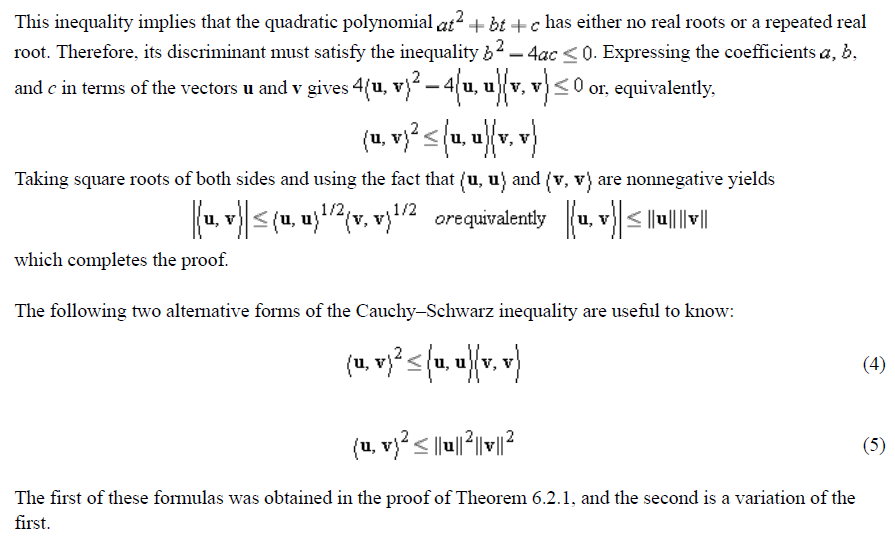 This inequality implies that the quadratic polynomial at² + bt + c has either no real roots or a repeated real
root. Therefore, its discriminant must satisfy the inequality b² − 4ac ≤ 0. Expressing the coefficients a, b,
and c in terms of the vectors u and v gives 4⟨u, v⟩² − 4⟨u, u⟩⟨v, v⟩ ≤ 0 or, equivalently,
⟨u, v⟩² ≤ ⟨u, u⟩⟨v, v⟩
Taking square roots of both sides and using the fact that ⟨u, u⟩ and ⟨v, v⟩ are nonnegative yields
|⟨u, v⟩| ≤ ⟨u, u⟩^{1/2}⟨v, v⟩^{1/2} orequivalently |⟨u, v⟩| ≤ ‖u‖‖v‖
which completes the proof.
The following two alternative forms of the Cauchy–Schwarz inequality are useful to know:
⟨u, v⟩² ≤ ⟨u, u⟩⟨v, v⟩ (4)
⟨u, v⟩² ≤ ‖u‖²‖v‖² (5)
The first of these formulas was obtained in the proof of Theorem 6.2.1, and the second is a variation of the
first.